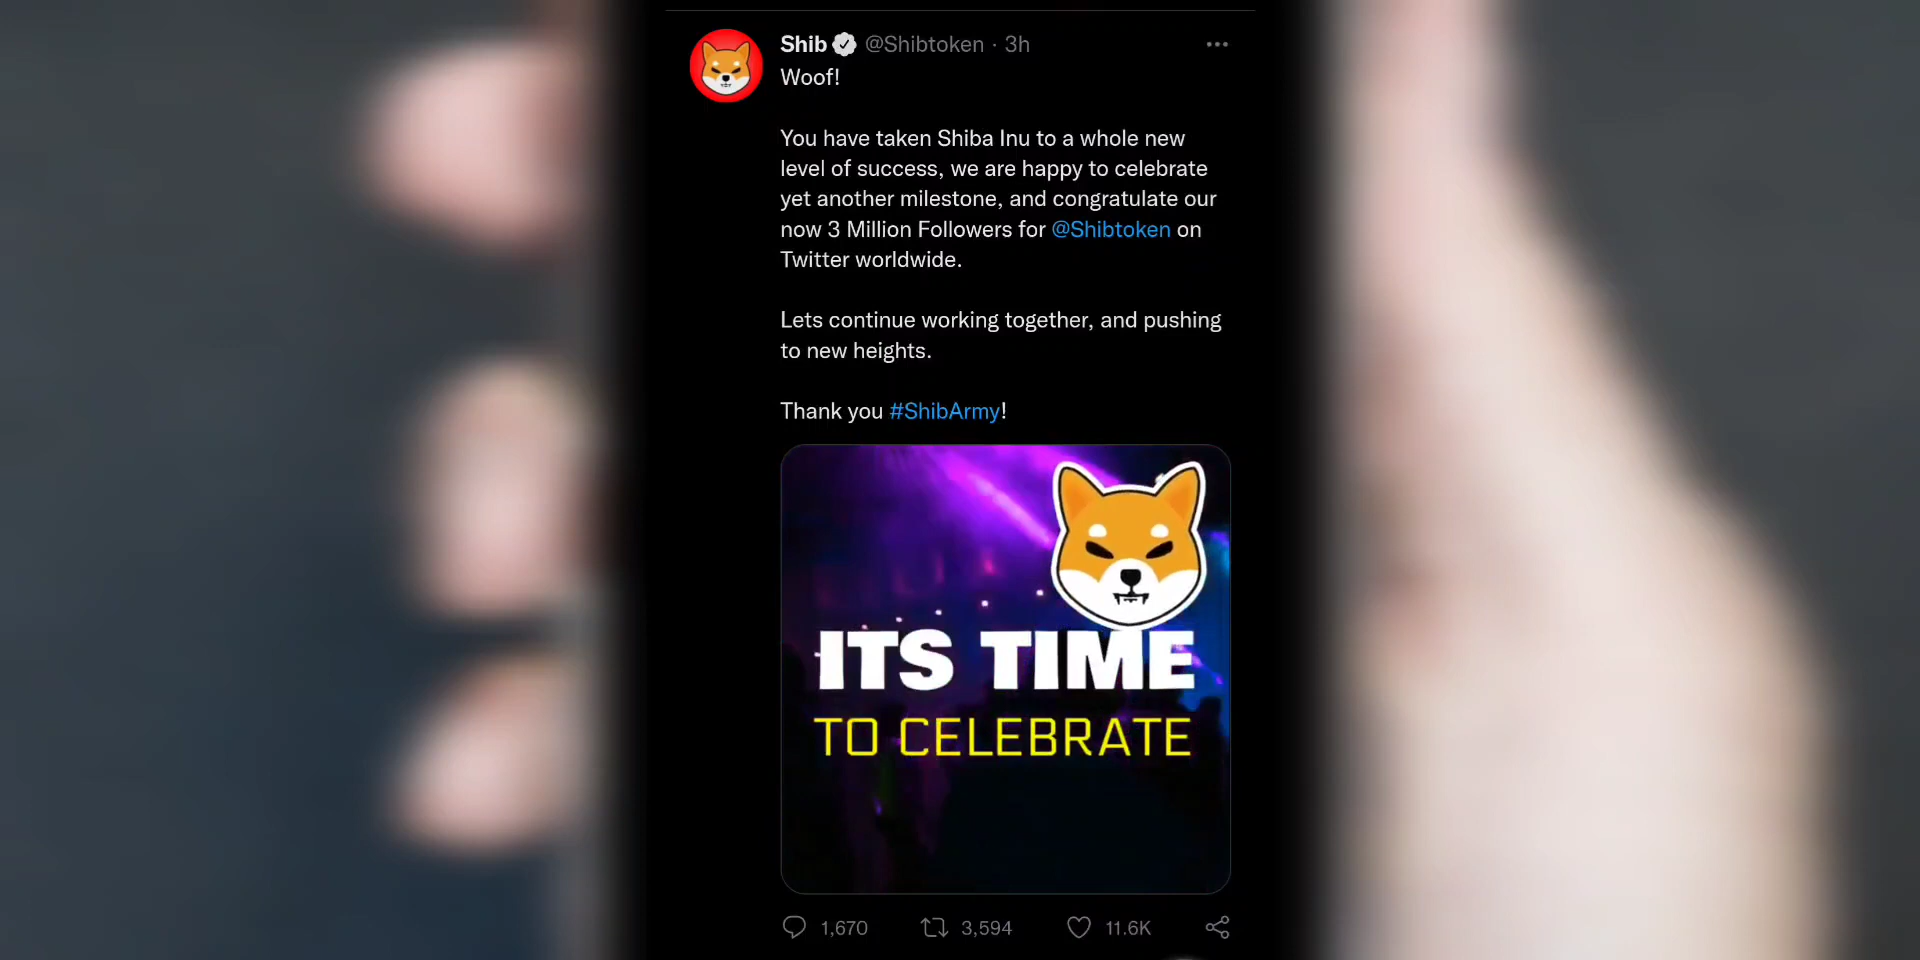 Shib @Shibtoken · 3h
Woof!
You have taken Shiba Inu to a whole new
level of success, we are happy to celebrate
yet another milestone, and congratulate our
now 3 Million Followers for @Shibtoken on
Twitter worldwide.
Lets continue working together, and pushing
to new heights.
Thank you #ShibArmy!
ITS TIME
TO CELEBRATE
1,670 3,594 11.6K